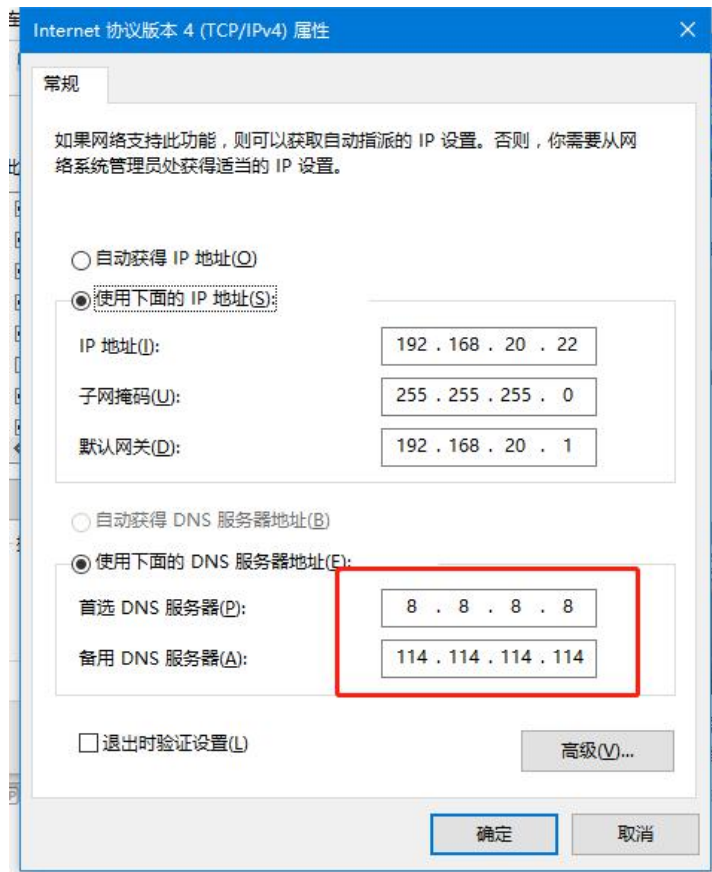 Internet 协议版本 4 (TCP/IPv4) 属性
常规
如果网络支持此功能，则可以获取自动指派的 IP 设置。否则，你需要从网
络系统管理员处获得适当的 IP 设置。
自动获得 IP 地址(O)
使用下面的 IP 地址(S):
IP 地址(I):
192 . 168 . 20 . 22
子网掩码(U):
255 . 255 . 255 . 0
默认网关(D):
192 . 168 . 20 . 1
自动获得 DNS 服务器地址(B)
使用下面的 DNS 服务器地址(E):
首选 DNS 服务器(P):
8 . 8 . 8 . 8
备用 DNS 服务器(A):
114 . 114 . 114 . 114
退出时验证设置(L)
高级(V)...
确定
取消